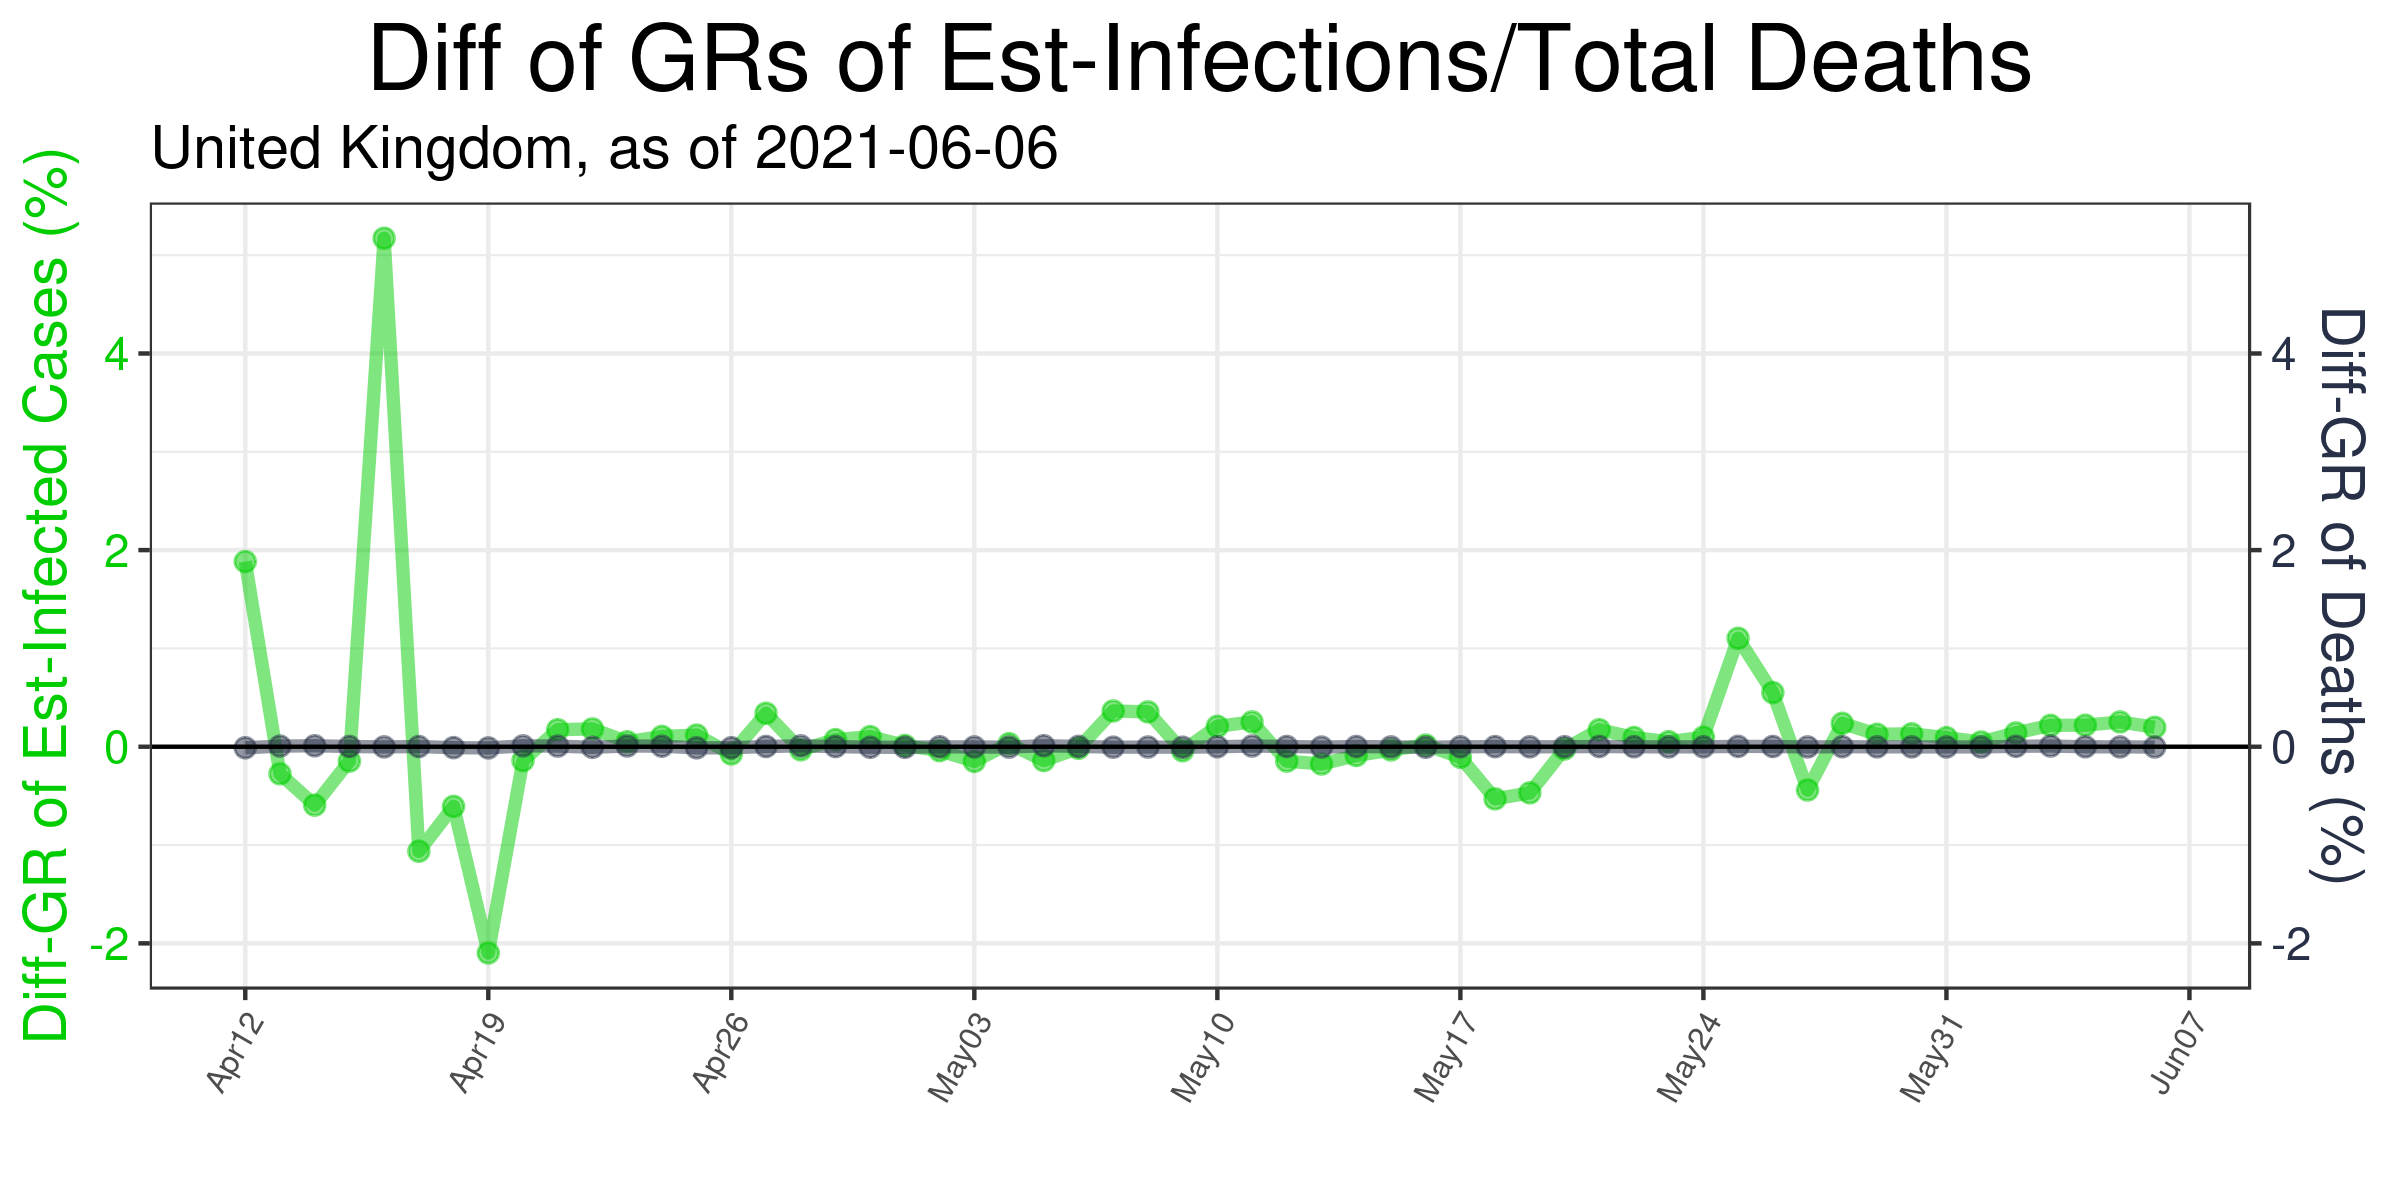 Diff of GRs of Est-Infections/Total Deaths
United Kingdom, as of 2021-06-06
Diff-GR of Est-Infected Cases (%)
4
2
0
-2
4
2
0
-2
Diff-GR of Deaths (%)
Apr12
Apr19
Apr26
May03
May10
May17
May24
May31
Jun07